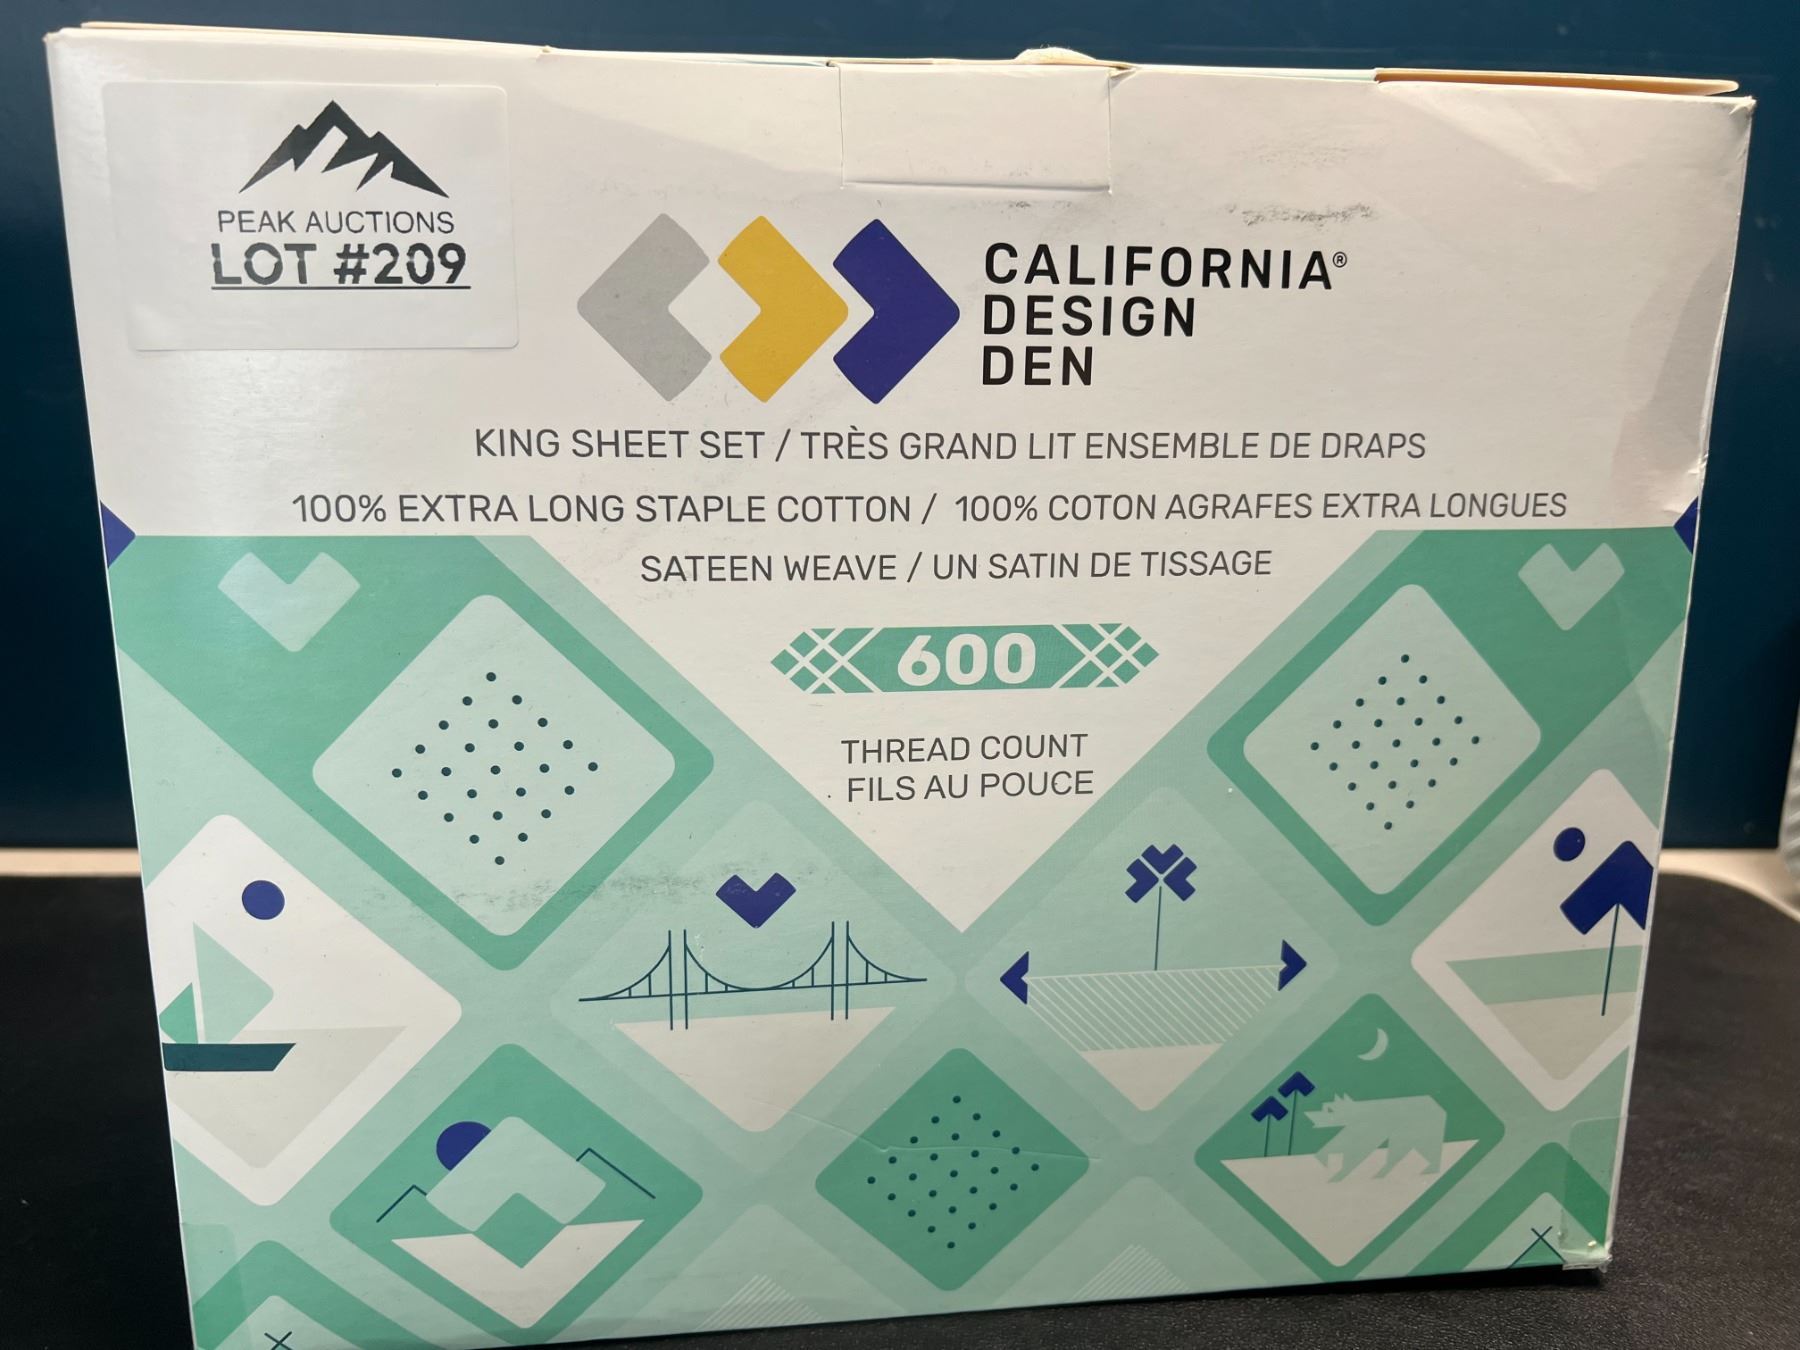 PEAK AUCTIONS
LOT #209
CALIFORNIA®
DESIGN
DEN
KING SHEET SET / TRÈS GRAND LIT ENSEMBLE DE DRAPS
100% EXTRA LONG STAPLE COTTON / 100% COTON AGRAFES EXTRA LONGUES
SATEEN WEAVE / UN SATIN DE TISSAGE
600
THREAD COUNT
FILS AU POUCE